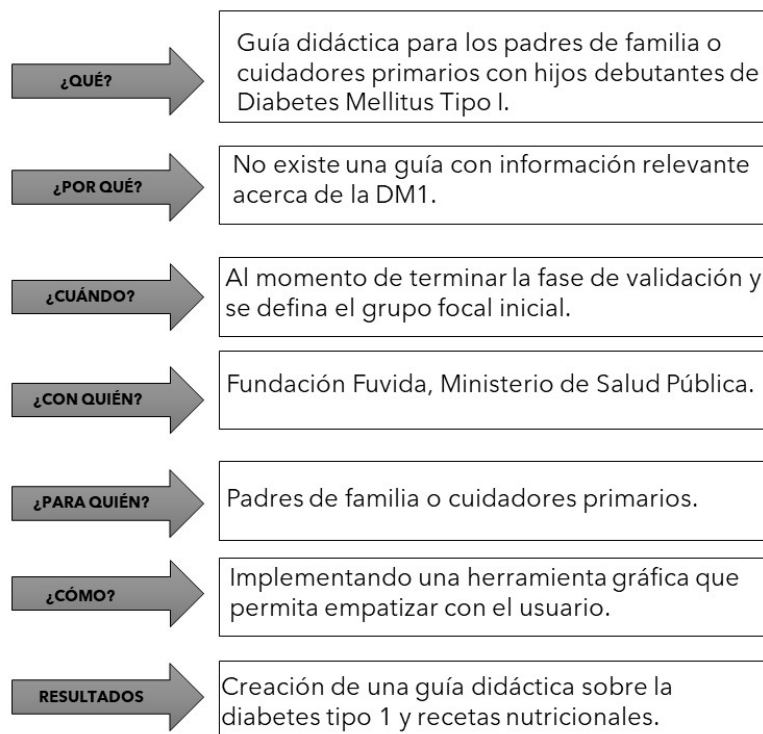 ¿QUÉ?
Guía didáctica para los padres de familia o
cuidadores primarios con hijos debutantes de
Diabetes Mellitus Tipo I.
¿POR QUÉ?
No existe una guía con información relevante
acerca de la DM1.
¿CUÁNDO?
Al momento de terminar la fase de validación y
se defina el grupo focal inicial.
¿CON QUIÉN?
Fundación Fuvida, Ministerio de Salud Pública.
¿PARA QUIÉN?
Padres de familia o cuidadores primarios.
¿CÓMO?
Implementando una herramienta gráfica que
permita empatizar con el usuario.
RESULTADOS
Creación de una guía didáctica sobre la
diabetes tipo 1 y recetas nutricionales.